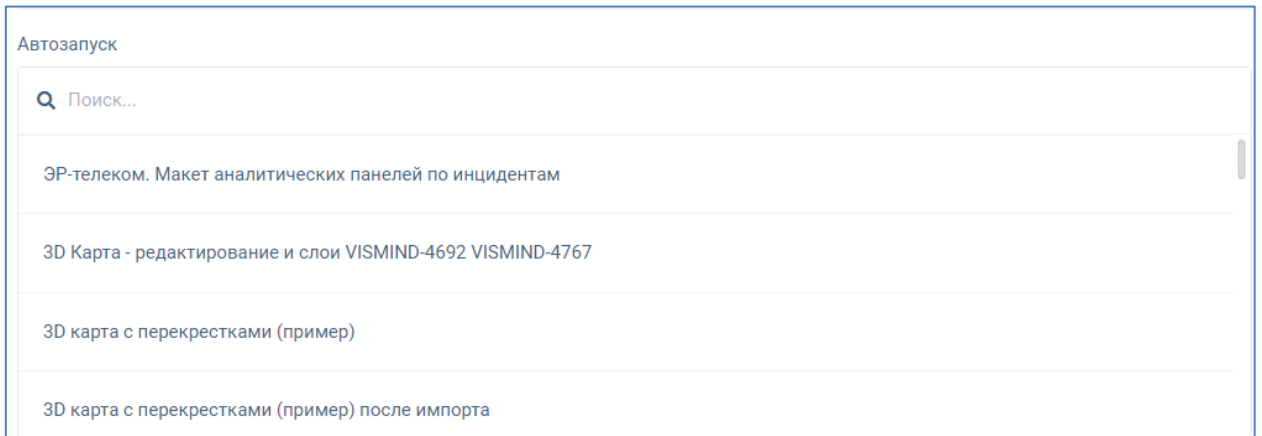 Автозапуск
Поиск...
ЭР-телеком. Макет аналитических панелей по инцидентам
3D Карта - редактирование и слои VISMIND-4692 VISMIND-4767
3D карта с перекрестками (пример)
3D карта с перекрестками (пример) после импорта